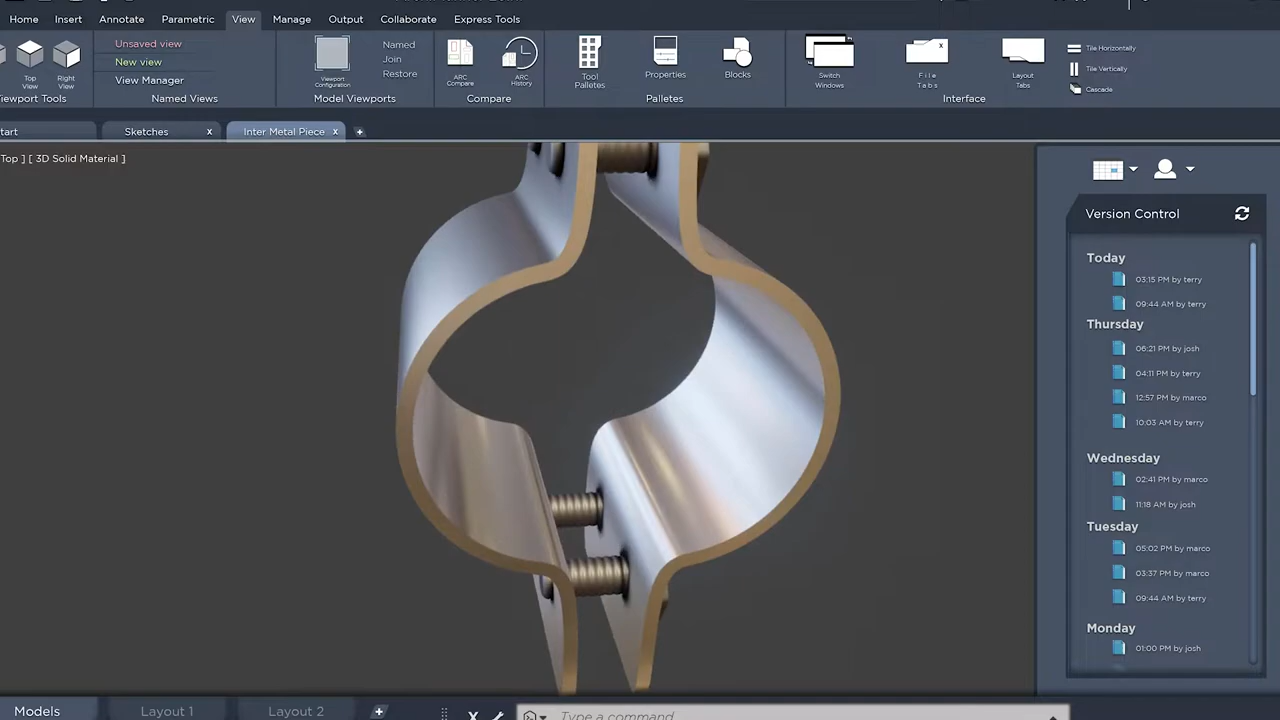 Home Insert Annotate Parametric View Manage Output Collaborate Express Tools
Unsaved view
New view
View Manager
Named Views
Top View
Right View
Viewport Configuration
Named
Join
Restore
Model Viewports
ARC Compare
ARC History
Compare
Tool Palletes
Properties
Blocks
Palletes
Switch Windows
File Tabs
Layout Tabs
Tile Horizontally
Tile Vertically
Cascade
Interface
iewport Tools
tart
Sketches x
Inter Metal Piece x
Top ] [ 3D Solid Material ]
Version Control
Today
03:15 PM by terry
09:44 AM by terry
Thursday
06:21 PM by josh
04:11 PM by terry
12:57 PM by marco
10:03 AM by terry
Wednesday
02:41 PM by marco
11:18 AM by josh
Tuesday
05:02 PM by marco
03:37 PM by marco
09:44 AM by terry
Monday
01:00 PM by josh
Models
Layout 1
Layout 2
Type a command